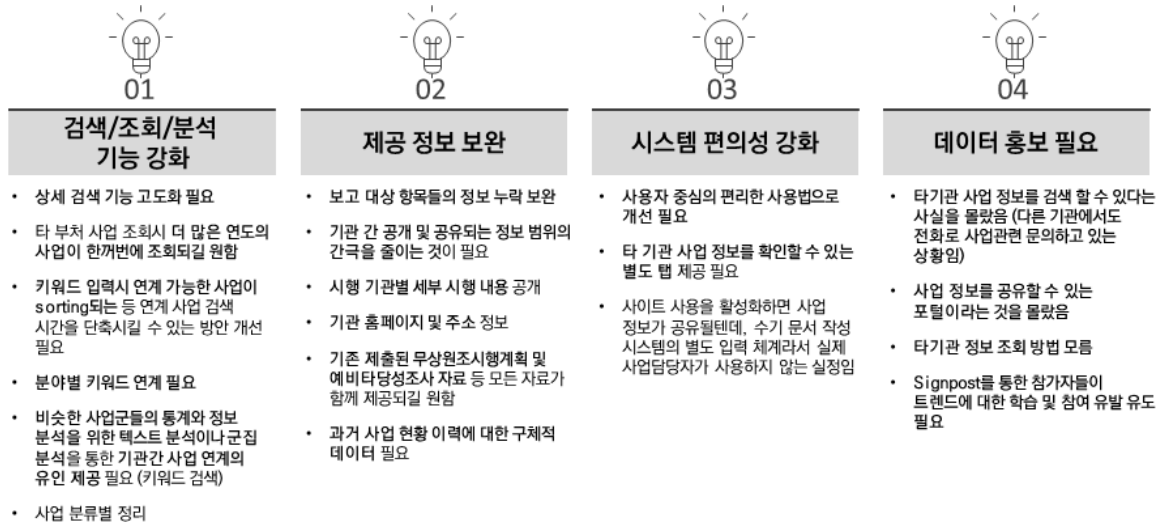 01
검색/조회/분석
기능 강화
• 상세 검색 기능 고도화 필요
• 타 부처 사업 조회시 더 많은 연도의
사업이 한꺼번에 조회되길 원함
• 키워드 입력시 연계 가능한 사업이
sorting되는 등 연계 사업 검색
시간을 단축시킬 수 있는 방안 개선
필요
• 분야별 키워드 연계 필요
• 비슷한 사업군들의 통계와 정보
분석을 위한 텍스트 분석이나 군집
분석을 통한 기관간 사업 연계의
유인 제공 필요 (키워드 검색)
• 사업 분류별 정리
02
제공 정보 보완
• 보고 대상 항목들의 정보 누락 보완
• 기관 간 공개 및 공유되는 정보 범위의
간극을 줄이는 것이 필요
• 시행 기관별 세부 시행 내용 공개
• 기관 홈페이지 및 주소 정보
• 기존 제출된 무상원조시행계획 및
예비타당성조사 자료 등 모든 자료가
함께 제공되길 원함
• 과거 사업 현황 이력에 대한 구체적
데이터 필요
03
시스템 편의성 강화
• 사용자 중심의 편리한 사용법으로
개선 필요
• 타 기관 사업 정보를 확인할 수 있는
별도 탭 제공 필요
• 사이트 사용을 활성화하면 사업
정보가 공유될텐데, 수기 문서 작성
시스템의 별도 입력 체계라서 실제
사업담당자가 사용하지 않는 실정임
04
데이터 홍보 필요
• 타기관 사업 정보를 검색 할 수 있다는
사실을 몰랐음 (다른 기관에서도
전화로 사업관련 문의하고 있는
상황임)
• 사업 정보를 공유할 수 있는
포털이라는 것을 몰랐음
• 타기관 정보 조회 방법 모름
• Signpost를 통한 참가자들이
트렌드에 대한 학습 및 참여 유발 유도
필요